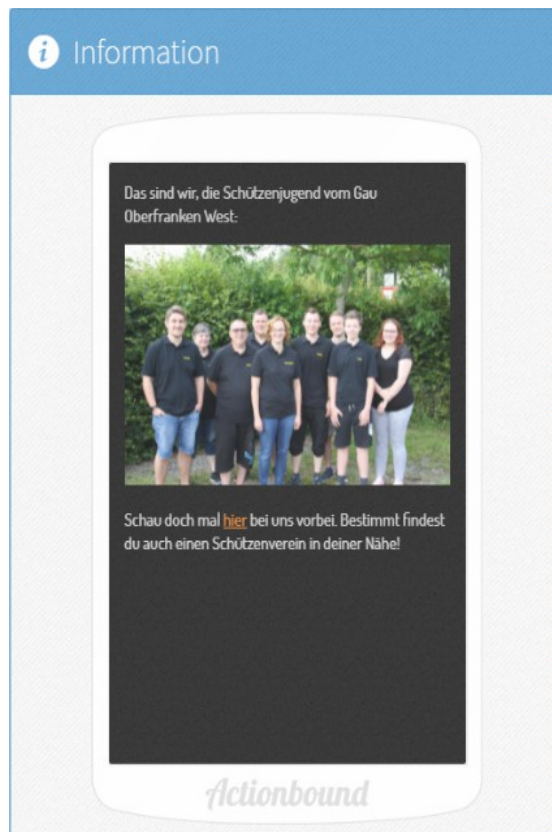 Information
Das sind wir, die Schützenjugend vom Gau
Oberfranken West:
Schau doch mal hier bei uns vorbei. Bestimmt findest
du auch einen Schützenverein in deiner Nähe!
Actionbound